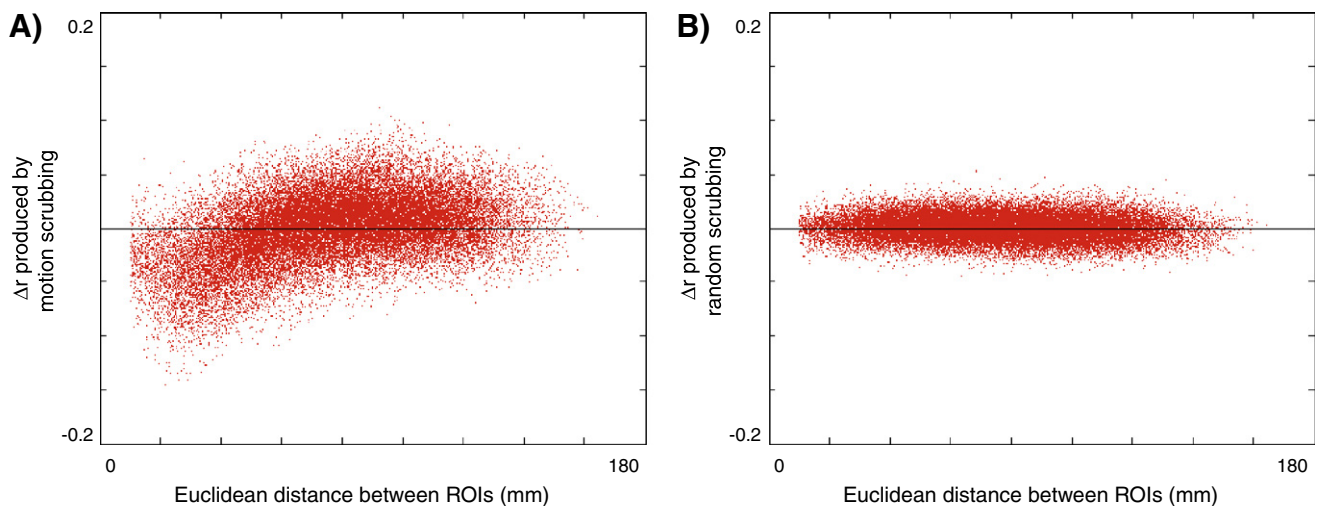 A)
0.2
Δr produced by
motion scrubbing
-0.2
0
180
Euclidean distance between ROIs (mm)
B)
0.2
Δr produced by
random scrubbing
-0.2
0
180
Euclidean distance between ROIs (mm)